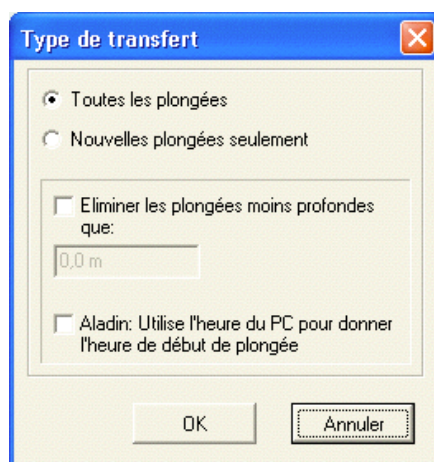 Type de transfert
Toutes les plongées
Nouvelles plongées seulement
Eliminer les plongées moins profondes
que:
0,0 m
Aladin: Utilise l'heure du PC pour donner
l'heure de début de plongée
OK
Annuler